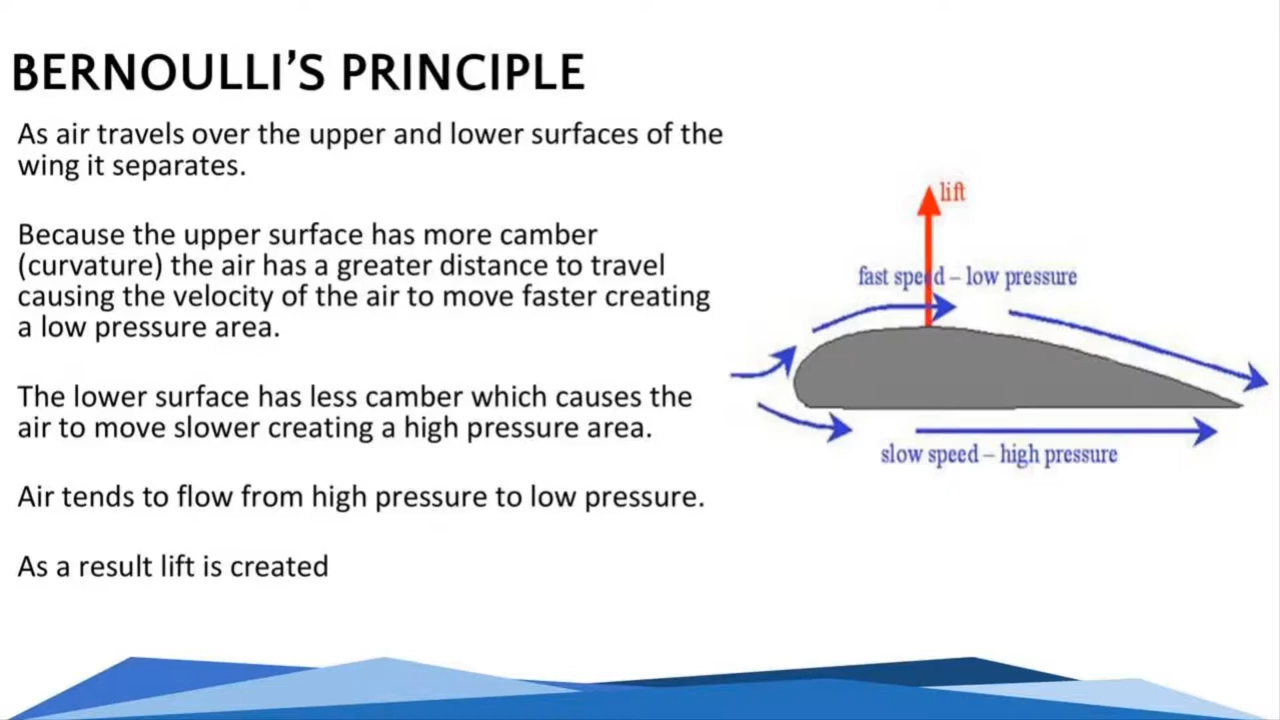 BERNOULLI’S PRINCIPLE
As air travels over the upper and lower surfaces of the
wing it separates.
Because the upper surface has more camber
(curvature) the air has a greater distance to travel
causing the velocity of the air to move faster creating
a low pressure area.
The lower surface has less camber which causes the
air to move slower creating a high pressure area.
Air tends to flow from high pressure to low pressure.
As a result lift is created
lift
fast speed – low pressure
slow speed – high pressure